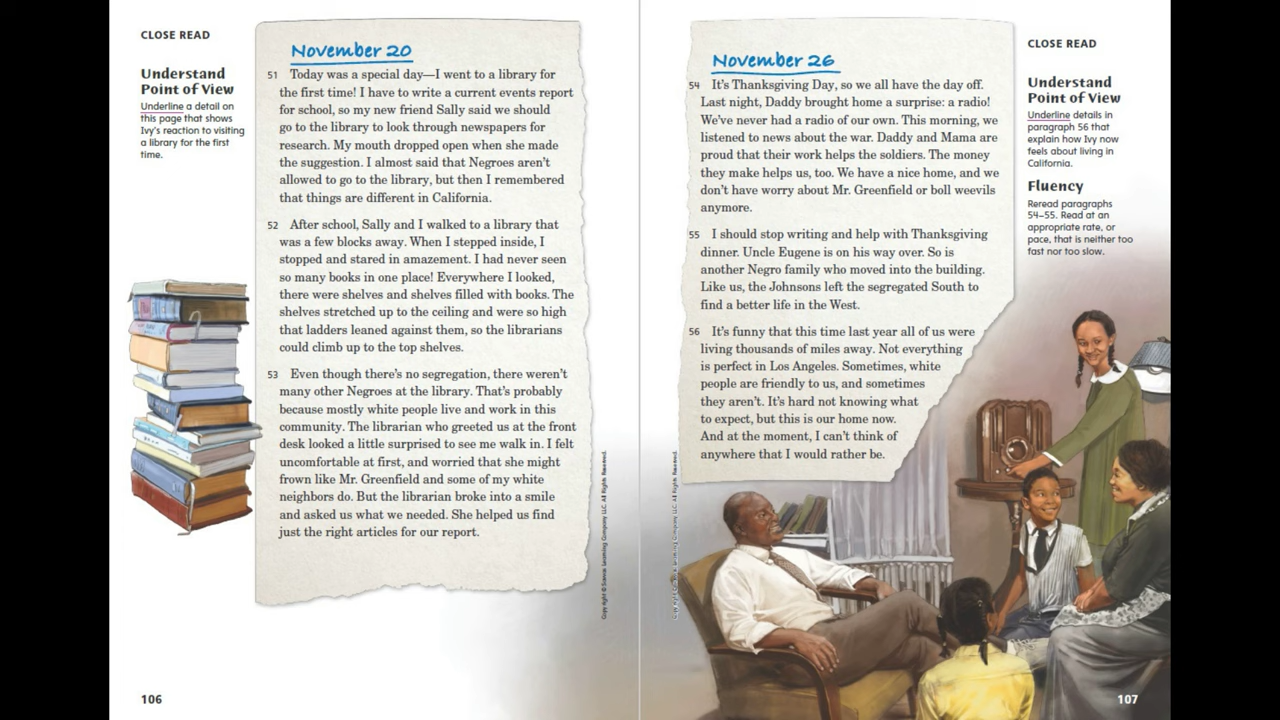 CLOSE READ
Understand
Point of View
Underline a detail on
this page that shows
Ivy's reaction to visiting
a library for the first
time.
November 20
51 Today was a special day—I went to a library for
the first time! I have to write a current events report
for school, so my new friend Sally said we should
go to the library to look through newspapers for
research. My mouth dropped open when she made
the suggestion. I almost said that Negroes aren't
allowed to go to the library, but then I remembered
that things are different in California.
52 After school, Sally and I walked to a library that
was a few blocks away. When I stepped inside, I
stopped and stared in amazement. I had never seen
so many books in one place! Everywhere I looked,
there were shelves and shelves filled with books. The
shelves stretched up to the ceiling and were so high
that ladders leaned against them, so the librarians
could climb up to the top shelves.
53 Even though there's no segregation, there weren't
many other Negroes at the library. That's probably
because mostly white people live and work in this
community. The librarian who greeted us at the front
desk looked a little surprised to see me walk in. I felt
uncomfortable at first, and worried that she might
frown like Mr. Greenfield and some of my white
neighbors do. But the librarian broke into a smile
and asked us what we needed. She helped us find
just the right articles for our report.
Copyright © Savvas Learning Company LLC. All Rights Reserved.
106
November 26
54 It's Thanksgiving Day, so we all have the day off.
Last night, Daddy brought home a surprise: a radio!
We've never had a radio of our own. This morning, we
listened to news about the war. Daddy and Mama are
proud that their work helps the soldiers. The money
they make helps us, too. We have a nice home, and we
don't have worry about Mr. Greenfield or boll weevils
anymore.
55 I should stop writing and help with Thanksgiving
dinner. Uncle Eugene is on his way over. So is
another Negro family who moved into the building.
Like us, the Johnsons left the segregated South to
find a better life in the West.
56 It's funny that this time last year all of us were
living thousands of miles away. Not everything
is perfect in Los Angeles. Sometimes, white
people are friendly to us, and sometimes
they aren't. It's hard not knowing what
to expect, but this is our home now.
And at the moment, I can't think of
anywhere that I would rather be.
Copyright © Savvas Learning Company LLC. All Rights Reserved.
CLOSE READ
Understand
Point of View
Underline details in
paragraph 56 that
explain how Ivy now
feels about living in
California.
Fluency
Reread paragraphs
54–55. Read at an
appropriate rate, or
pace, that is neither too
fast nor too slow.
107